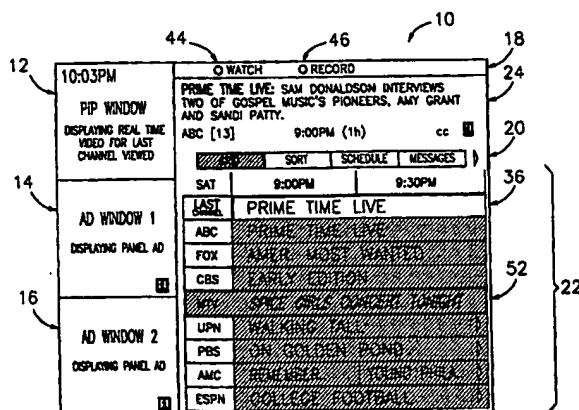 10
44
46
12
18
10:03PM
WATCH
RECORD
24
PIP WINDOW
DISPLAYING REAL TIME
VIDEO FOR LAST
CHANNEL VIEWED
PRIME TIME LIVE: SAM DONALDSON INTERVIEWS
TWO OF GOSPEL MUSIC'S PIONEERS, AMY GRANT
AND SANDI PATTY.
ABC [13] 9:00PM (1h) cc
20
SORT SCHEDULE MESSAGES
14
SAT 9:00PM 9:30PM
36
AD WINDOW 1
DISPLAYING PANEL AD
LAST CHANNEL PRIME TIME LIVE
ABC PRIME TIME LIVE
FOX AMER. MOST WANTED
CBS EARLY EDITION
52
22
16
MTV SPICE GIRLS CONCERT TONIGHT
AD WINDOW 2
DISPLAYING PANEL AD
UPN WALKING TALL
PBS ON GOLDEN POND
AMC REMEMBER YOUNG PHILA.
ESPN COLLEGE FOOTBALL